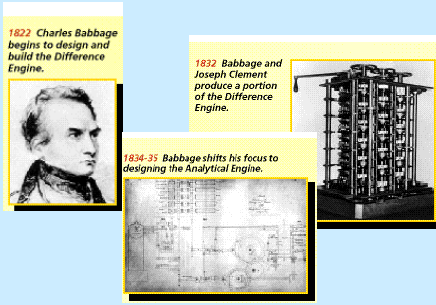 1822 Charles Babbage
begins to design and
build the Difference
Engine.
1832 Babbage and
Joseph Clement
produce a portion
of the Difference
Engine.
1834-35 Babbage shifts his focus to
designing the Analytical Engine.